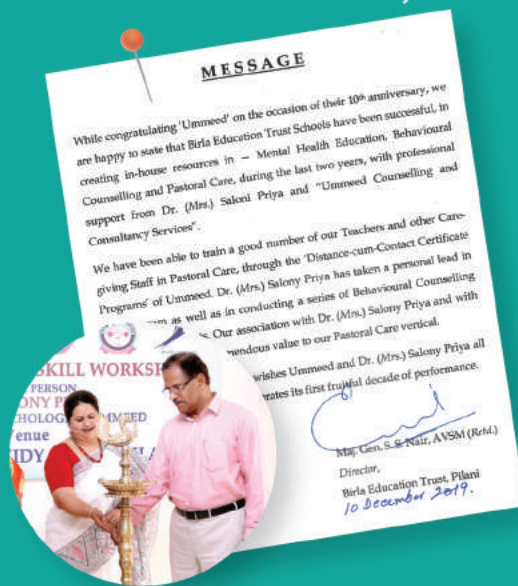 MESSAGE
While congratulating 'Ummeed' on the occasion of their 10th anniversary, we
are happy to state that Birla Education Trust Schools have been successful, in
creating in-house resources in – Mental Health Education, Behavioural
Counselling and Pastoral Care, during the last two years, with professional
support from Dr. (Mrs.) Saloni Priya and "Ummeed Counselling and
Consultancy Services".
We have been able to train a good number of our Teachers and other Care-
giving Staff in Pastoral Care, through the 'Distance-cum-Contact Certificate
Programs' of Ummeed. Dr. (Mrs.) Salony Priya has taken a personal lead in
as well as in conducting a series of Behavioural Counselling
Our association with Dr. (Mrs.) Salony Priya and with
value to our Pastoral Care vertical.
wishes Ummeed and Dr. (Mrs.) Salony Priya all
its first fruitful decade of performance.
Maj. Gen. S. S. Nair, AVSM (Retd.)
Director,
Birla Education Trust, Pilani
10 December 2019.
SKILL WORKSH
PERSON
ONY PR
HOLOG MMEED
enue
VIDY